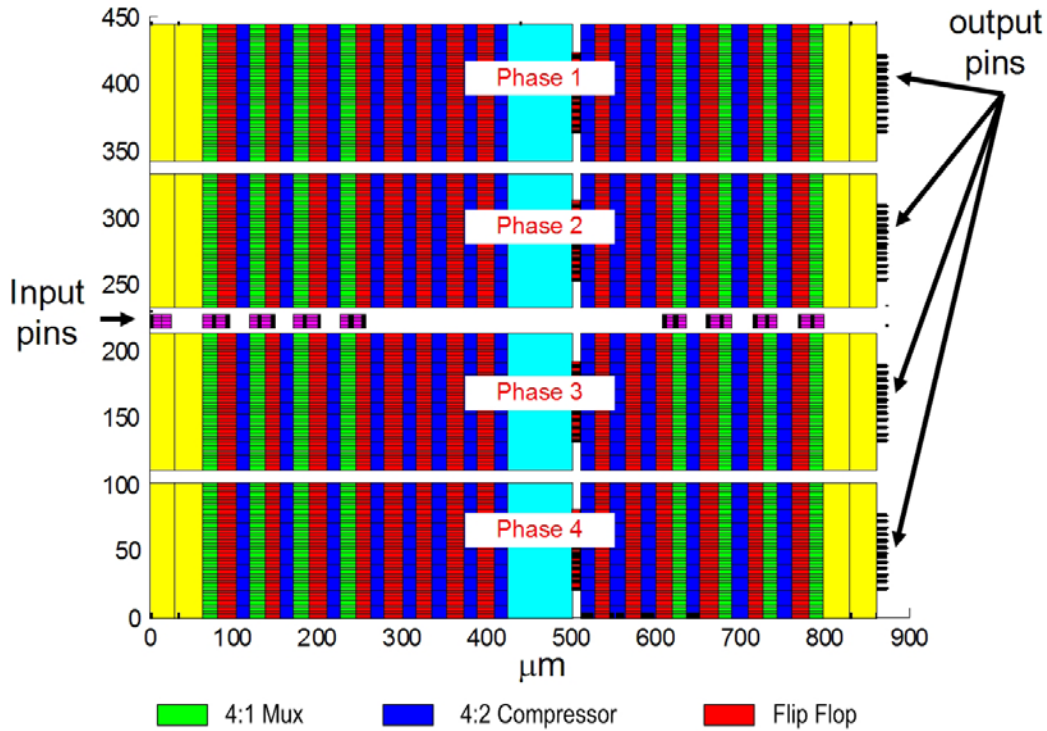 450
output
pins
400
Phase 1
350
300
Phase 2
250
Input
pins
200
Phase 3
150
100
Phase 4
50
0
0 100 200 300 400 500 600 700 800 900
μm
4:1 Mux 4:2 Compressor Flip Flop